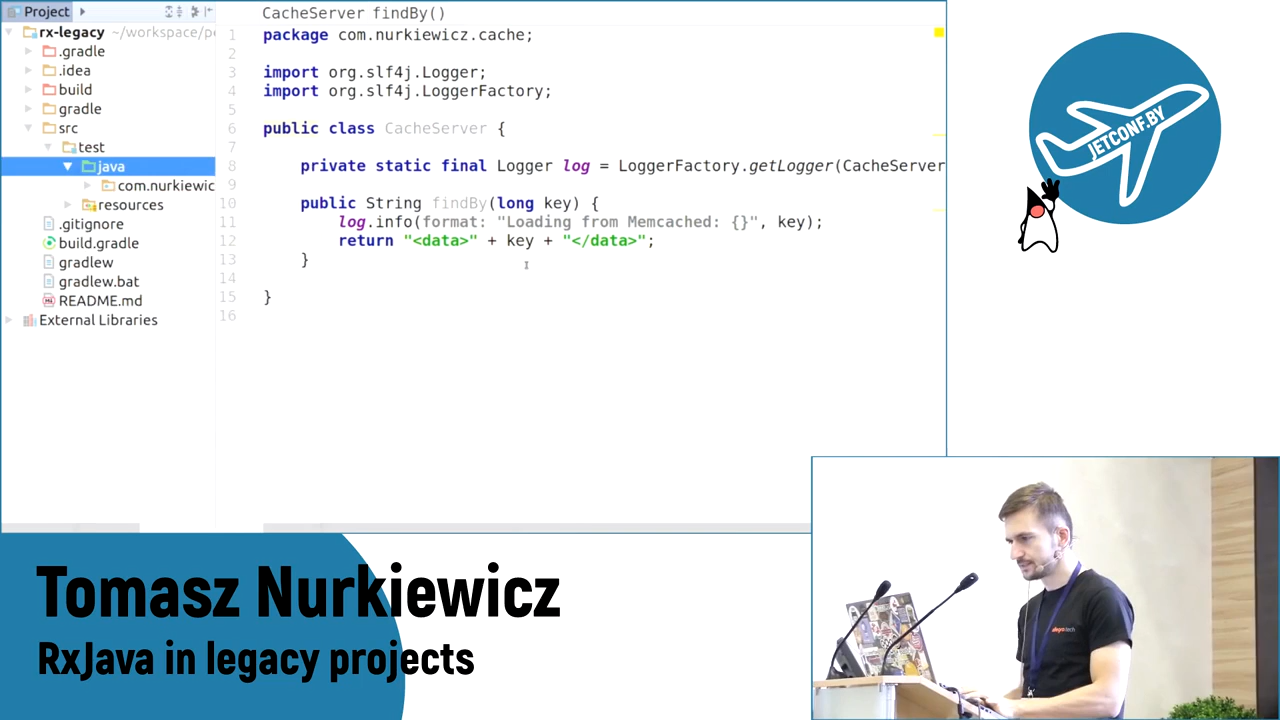 Project
rx-legacy ~/workspace/pe
.gradle
.idea
build
gradle
src
test
java
com.nurkiewic
resources
.gitignore
build.gradle
gradlew
gradlew.bat
README.md
External Libraries
CacheServer findBy()
1 package com.nurkiewicz.cache;
2
3 import org.slf4j.Logger;
4 import org.slf4j.LoggerFactory;
5
6 public class CacheServer {
7
8 private static final Logger log = LoggerFactory.getLogger(CacheServer
9
10 public String findBy(long key) {
11 log.info(format: "Loading from Memcached: {}", key);
12 return "<data>" + key + "</data>";
13 }
14
15 }
16
JETCONF.BY
allegro tech
Tomasz Nurkiewicz
RxJava in legacy projects